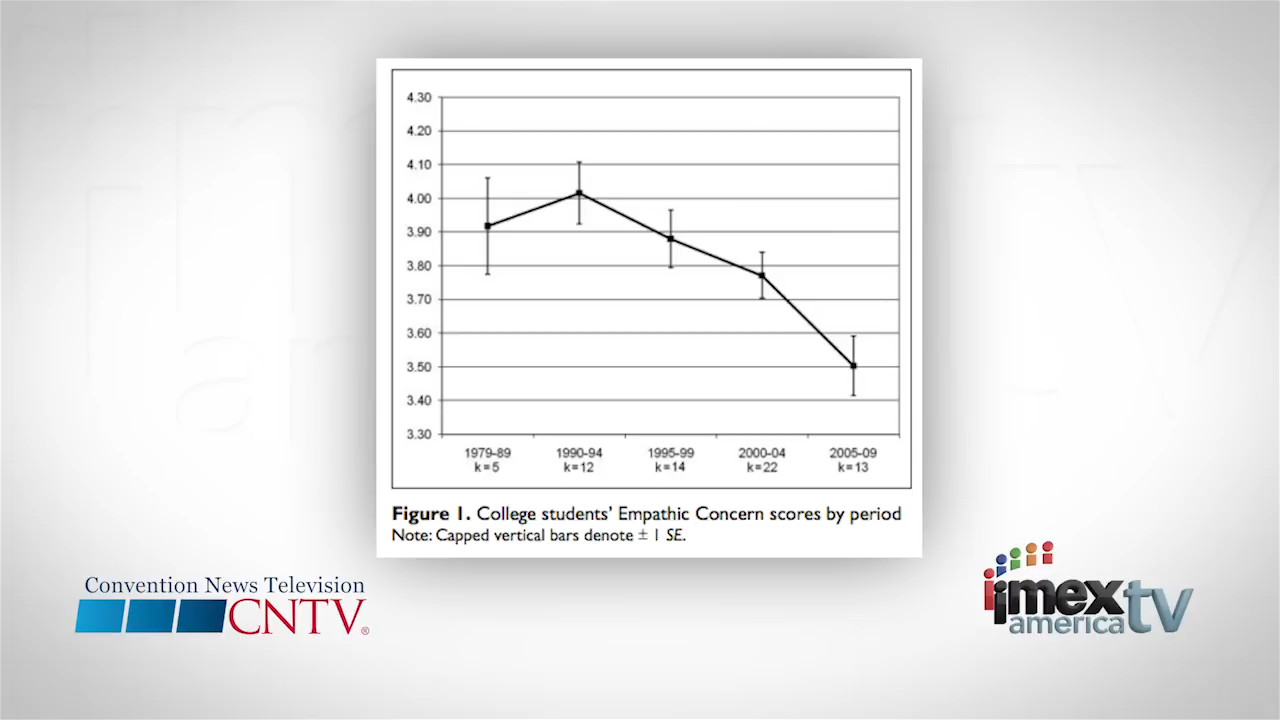 4.30
4.20
4.10
4.00
3.90
3.80
3.70
3.60
3.50
3.40
3.30
1979-89 1990-94 1995-99 2000-04 2005-09
k=5 k=12 k=14 k=22 k=13
Figure 1. College students' Empathic Concern scores by period
Note: Capped vertical bars denote ± 1 SE.
Convention News Television
CNTV®
imex tv
america